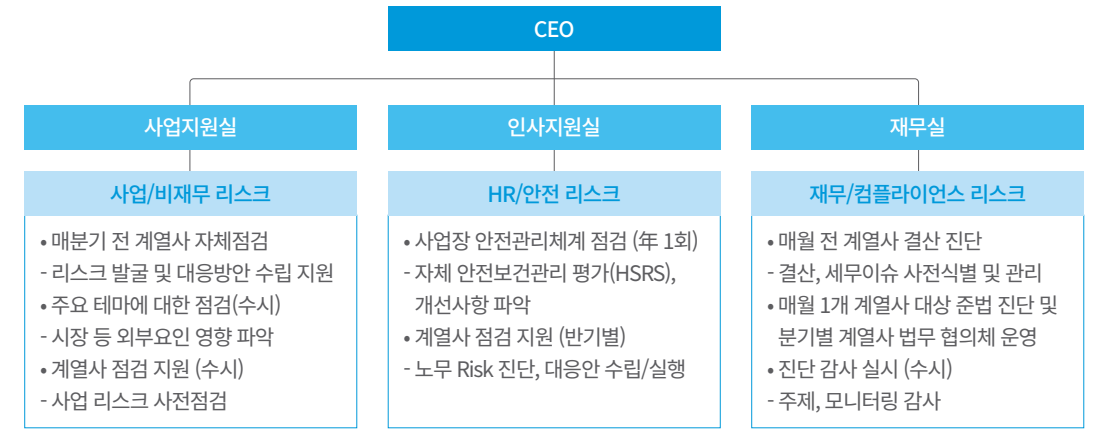 CEO
사업지원실
인사지원실
재무실
사업/비재무 리스크
• 매분기 전 계열사 자체점검
- 리스크 발굴 및 대응방안 수립 지원
• 주요 테마에 대한 점검(수시)
- 시장 등 외부요인 영향 파악
• 계열사 점검 지원 (수시)
- 사업 리스크 사전점검
HR/안전 리스크
• 사업장 안전관리체계 점검 (年 1회)
- 자체 안전보건관리 평가(HSRS),
개선사항 파악
• 계열사 점검 지원 (반기별)
- 노무 Risk 진단, 대응안 수립/실행
재무/컴플라이언스 리스크
• 매월 전 계열사 결산 진단
- 결산, 세무이슈 사전식별 및 관리
• 매월 1개 계열사 대상 준법 진단 및
분기별 계열사 법무 협의체 운영
• 진단 감사 실시 (수시)
- 주제, 모니터링 감사